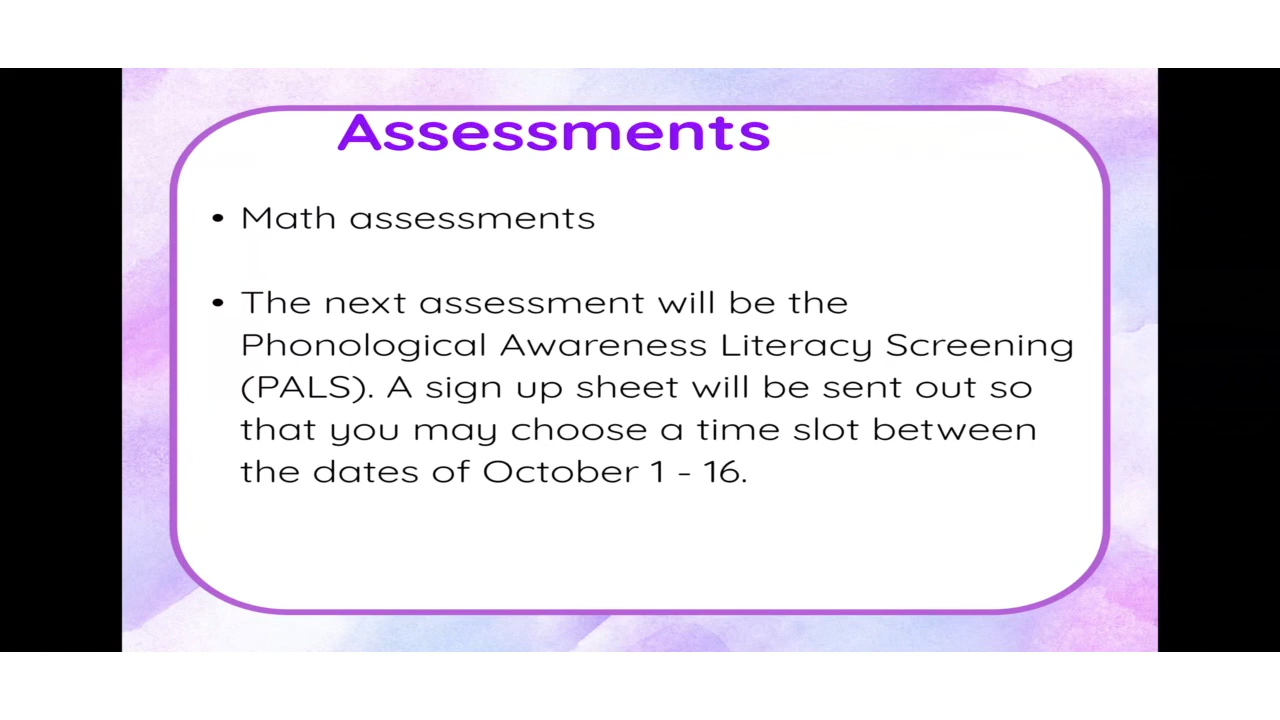 Assessments
• Math assessments
• The next assessment will be the
Phonological Awareness Literacy Screening
(PALS). A sign up sheet will be sent out so
that you may choose a time slot between
the dates of October 1 - 16.